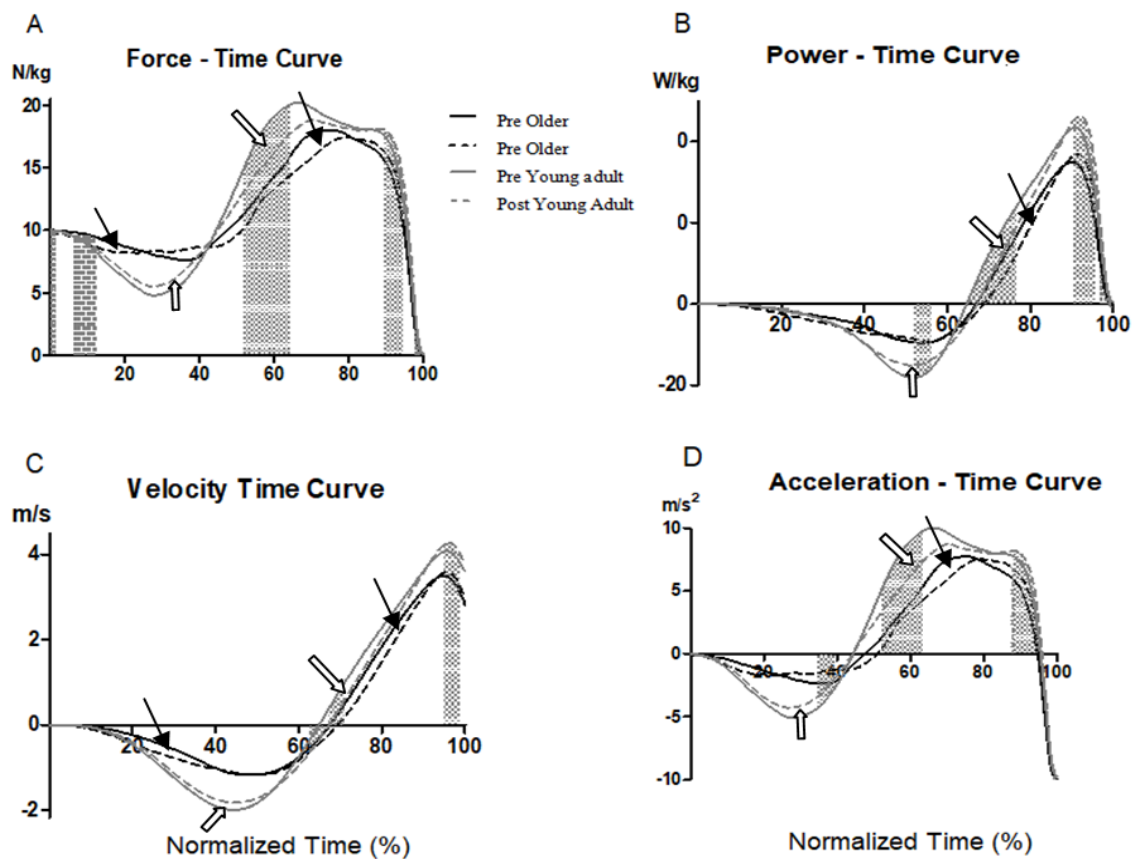 A
Force - Time Curve
N/kg
20
15
10
5
0
20
40
60
80
100
Pre Older
Pre Older
Pre Young adult
Post Young Adult
B
Power - Time Curve
W/kg
0
0
0
-20
20
40
60
80
100
C
Velocity Time Curve
m/s
4
2
0
-2
20
40
60
80
100
Normalized Time (%)
D
Acceleration - Time Curve
m/s²
10
5
0
-5
-10
20
40
60
80
100
Normalized Time (%)